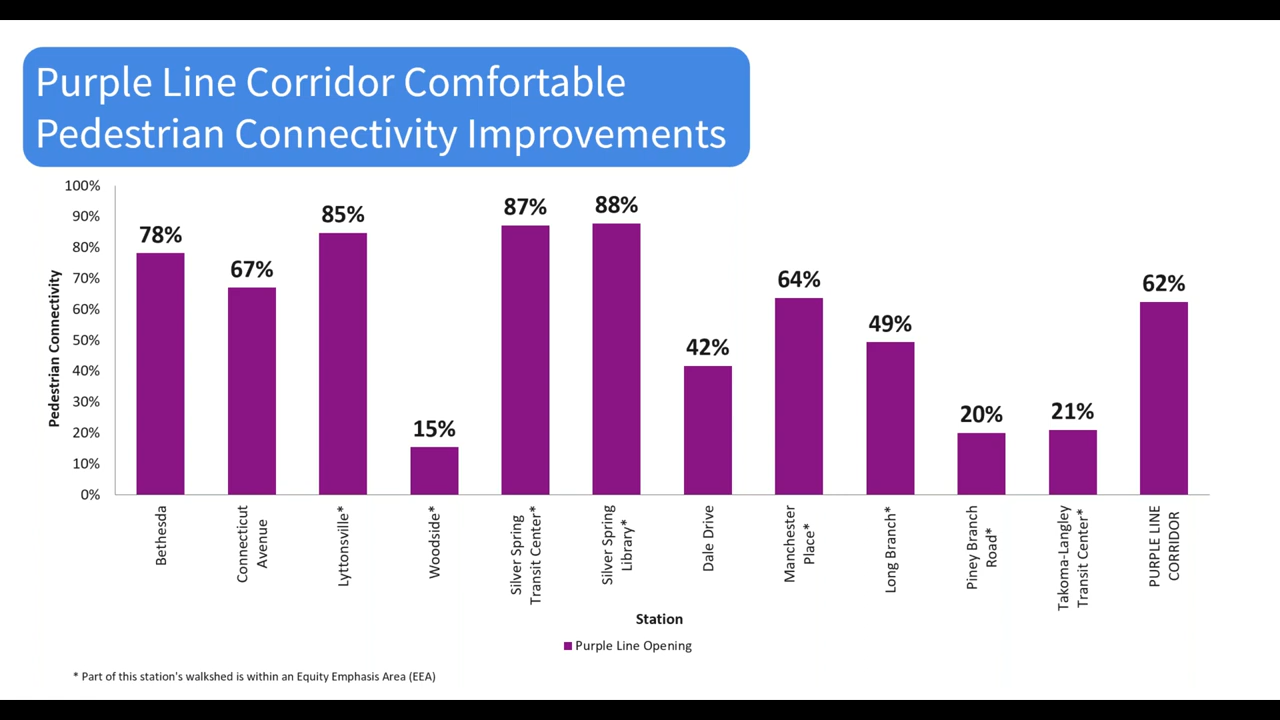 Purple Line Corridor Comfortable
Pedestrian Connectivity Improvements
100%
90%
80%
70%
60%
50%
40%
30%
20%
10%
0%
Pedestrian Connectivity
78%
67%
85%
15%
87%
88%
42%
64%
49%
20%
21%
62%
Bethesda
Connecticut
Avenue
Lyttonsville*
Woodside*
Silver Spring
Transit Center*
Silver Spring
Library*
Dale Drive
Manchester
Place*
Long Branch*
Piney Branch
Road*
Takoma-Langley
Transit Center*
PURPLE LINE
CORRIDOR
Station
Purple Line Opening
* Part of this station's walkshed is within an Equity Emphasis Area (EEA)